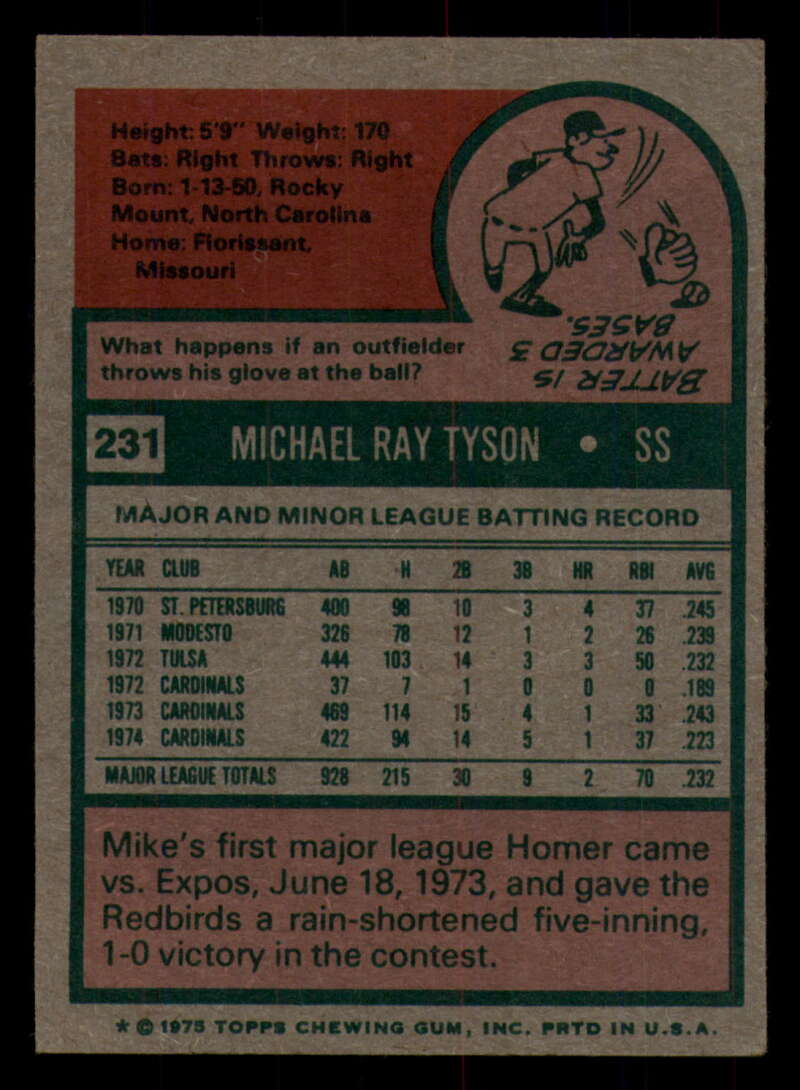 Height: 5'9" Weight: 170
Bats: Right Throws: Right
Born: 1-13-50, Rocky
Mount, North Carolina
Home: Florissant,
Missouri
What happens if an outfielder
throws his glove at the ball?
BATTER IS
AWARDED 3
BASES.
231 MICHAEL RAY TYSON • SS
MAJOR AND MINOR LEAGUE BATTING RECORD
YEAR CLUB AB H 2B 3B HR RBI AVG
1970 ST. PETERSBURG 400 98 10 3 4 37 .245
1971 MODESTO 326 78 12 1 2 26 .239
1972 TULSA 444 103 14 3 3 50 .232
1972 CARDINALS 37 7 1 0 0 0 .189
1973 CARDINALS 469 114 15 4 1 33 .243
1974 CARDINALS 422 94 14 5 1 37 .223
MAJOR LEAGUE TOTALS 928 215 30 9 2 70 .232
Mike's first major league Homer came
vs. Expos, June 18, 1973, and gave the
Redbirds a rain-shortened five-inning,
1-0 victory in the contest.
* © 1975 TOPPS CHEWING GUM, INC. PRTD IN U.S.A.